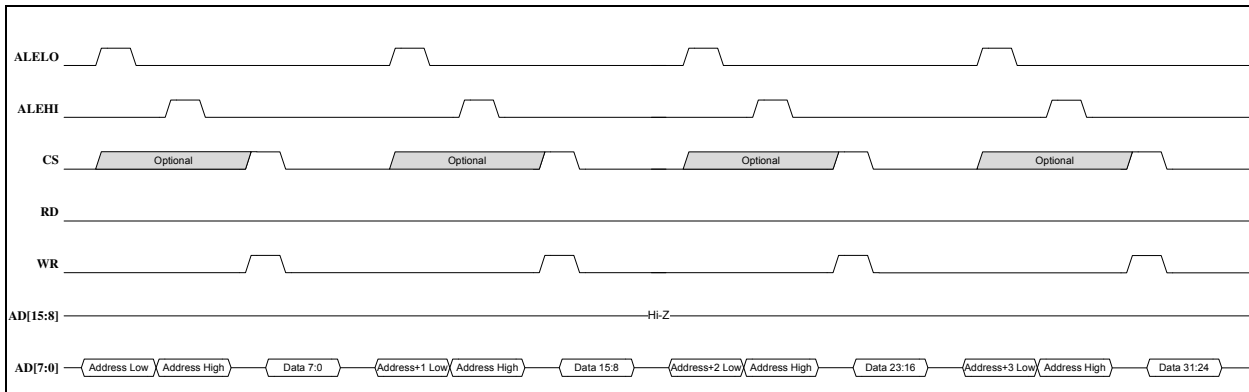 ALELO
ALEHI
CS Optional Optional Optional Optional
RD
WR
AD[15:8] Hi-Z
AD[7:0] Address Low Address High Data 7:0 Address+1 Low Address High Data 15:8 Address+2 Low Address High Data 23:16 Address+3 Low Address High Data 31:24